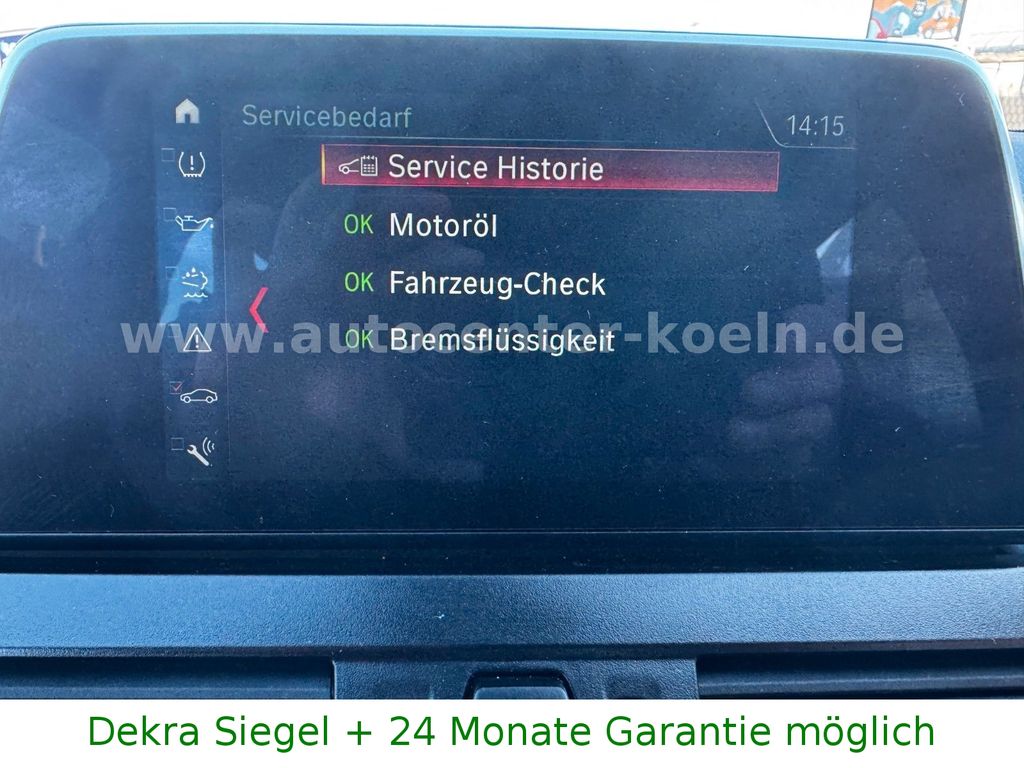 Servicebedarf
14:15
Service Historie
OK Motoröl
OK Fahrzeug-Check
OK Bremsflüssigkeit
www.autocenter-koeln.de
Dekra Siegel + 24 Monate Garantie möglich